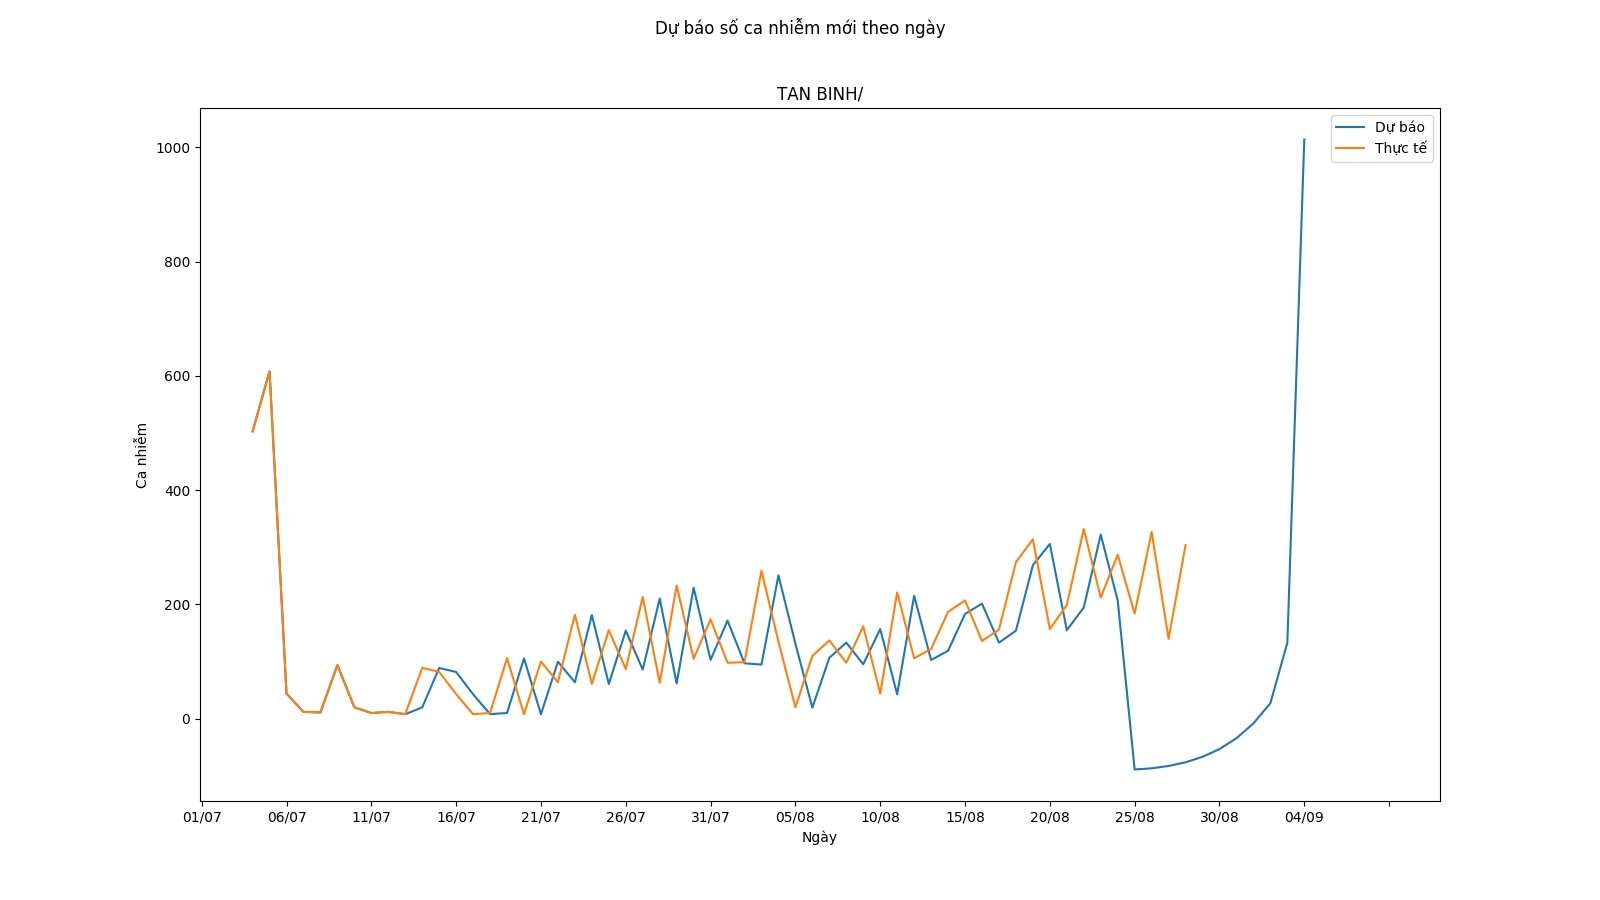 Dự báo số ca nhiễm mới theo ngày
TAN BINH/
Dự báo
Thực tế
Ca nhiễm
1000
800
600
400
200
0
01/07 06/07 11/07 16/07 21/07 26/07 31/07 05/08 10/08 15/08 20/08 25/08 30/08 04/09
Ngày